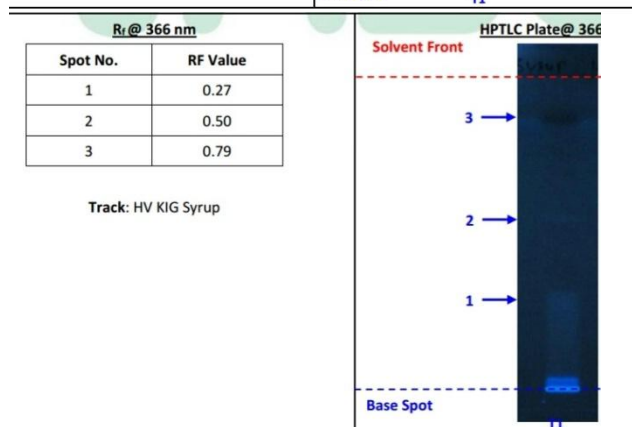 T1
Rf @ 366 nm
Spot No. RF Value
1 0.27
2 0.50
3 0.79
Track: HV KIG Syrup
HPTLC Plate@ 366
Solvent Front
3
2
1
Base Spot